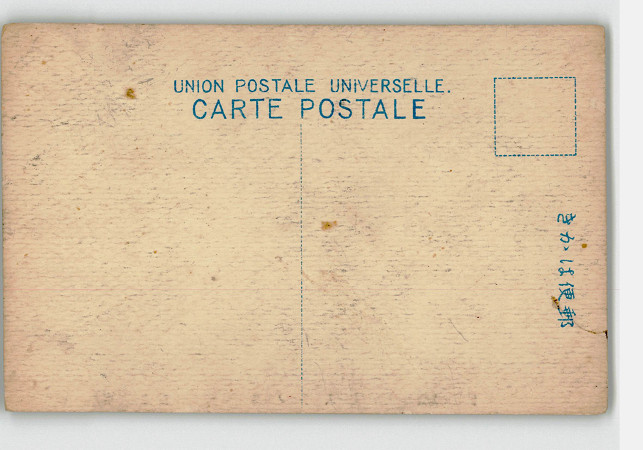 UNION POSTALE UNIVERSELLE.
CARTE POSTALE
きかは便郵